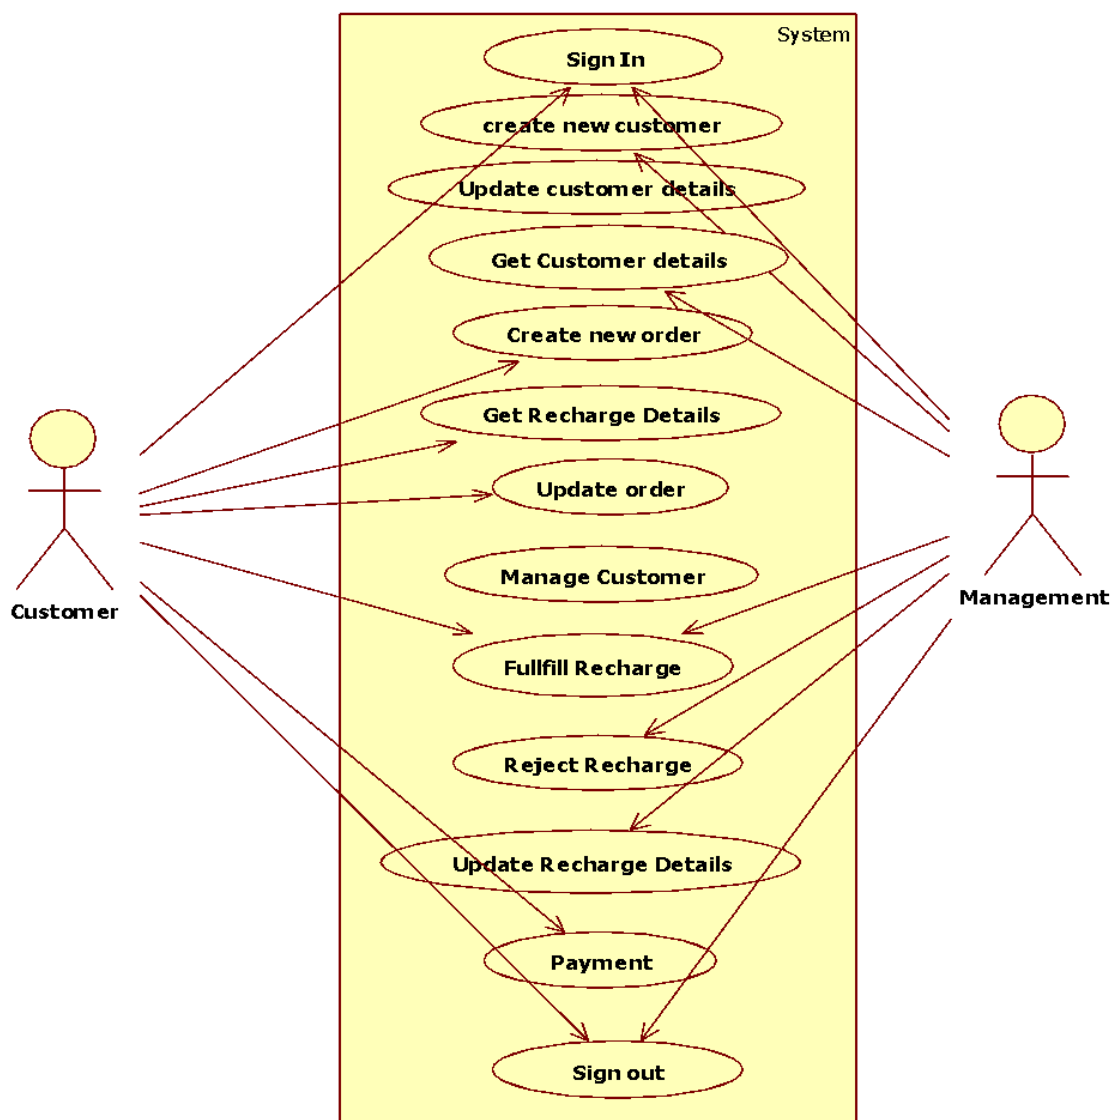 System
Sign In
create new customer
Update customer details
Get Customer details
Create new order
Get Recharge Details
Update order
Manage Customer
Customer
Management
Fullfill Recharge
Reject Recharge
Update Recharge Details
Payment
Sign out